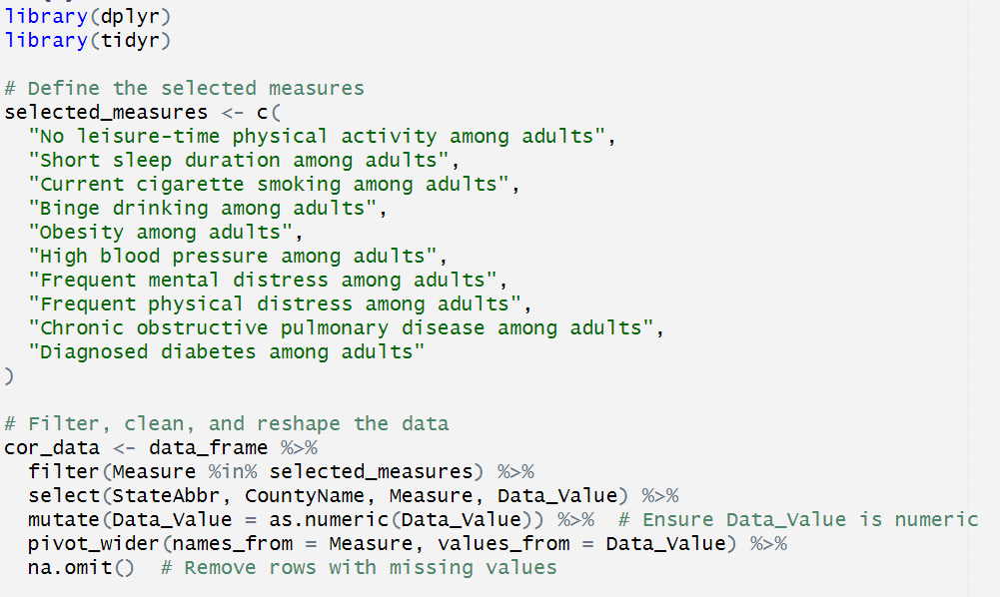 library(dplyr)
library(tidyr)
# Define the selected measures
selected_measures <- c(
"No leisure-time physical activity among adults",
"Short sleep duration among adults",
"Current cigarette smoking among adults",
"Binge drinking among adults",
"Obesity among adults",
"High blood pressure among adults",
"Frequent mental distress among adults",
"Frequent physical distress among adults",
"Chronic obstructive pulmonary disease among adults",
"Diagnosed diabetes among adults"
)
# Filter, clean, and reshape the data
cor_data <- data_frame %>%
filter(Measure %in% selected_measures) %>%
select(StateAbbr, CountyName, Measure, Data_Value) %>%
mutate(Data_Value = as.numeric(Data_Value)) %>% # Ensure Data_Value is numeric
pivot_wider(names_from = Measure, values_from = Data_Value) %>%
na.omit() # Remove rows with missing values